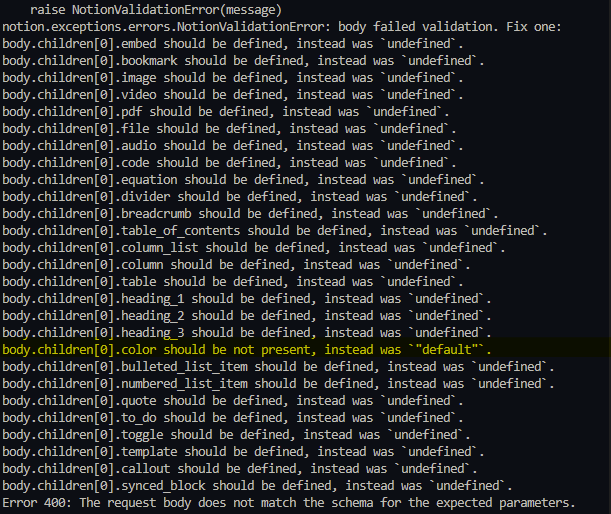 raise NotionValidationError(message)
notion.exceptions.errors.NotionValidationError: body failed validation. Fix one:
body.children[0].embed should be defined, instead was `undefined`.
body.children[0].bookmark should be defined, instead was `undefined`.
body.children[0].image should be defined, instead was `undefined`.
body.children[0].video should be defined, instead was `undefined`.
body.children[0].pdf should be defined, instead was `undefined`.
body.children[0].file should be defined, instead was `undefined`.
body.children[0].audio should be defined, instead was `undefined`.
body.children[0].code should be defined, instead was `undefined`.
body.children[0].equation should be defined, instead was `undefined`.
body.children[0].divider should be defined, instead was `undefined`.
body.children[0].breadcrumb should be defined, instead was `undefined`.
body.children[0].table_of_contents should be defined, instead was `undefined`.
body.children[0].column_list should be defined, instead was `undefined`.
body.children[0].column should be defined, instead was `undefined`.
body.children[0].table should be defined, instead was `undefined`.
body.children[0].heading_1 should be defined, instead was `undefined`.
body.children[0].heading_2 should be defined, instead was `undefined`.
body.children[0].heading_3 should be defined, instead was `undefined`.
body.children[0].color should be not present, instead was `"default"`.
body.children[0].bulleted_list_item should be defined, instead was `undefined`.
body.children[0].numbered_list_item should be defined, instead was `undefined`.
body.children[0].quote should be defined, instead was `undefined`.
body.children[0].to_do should be defined, instead was `undefined`.
body.children[0].toggle should be defined, instead was `undefined`.
body.children[0].template should be defined, instead was `undefined`.
body.children[0].callout should be defined, instead was `undefined`.
body.children[0].synced_block should be defined, instead was `undefined`.
Error 400: The request body does not match the schema for the expected parameters.